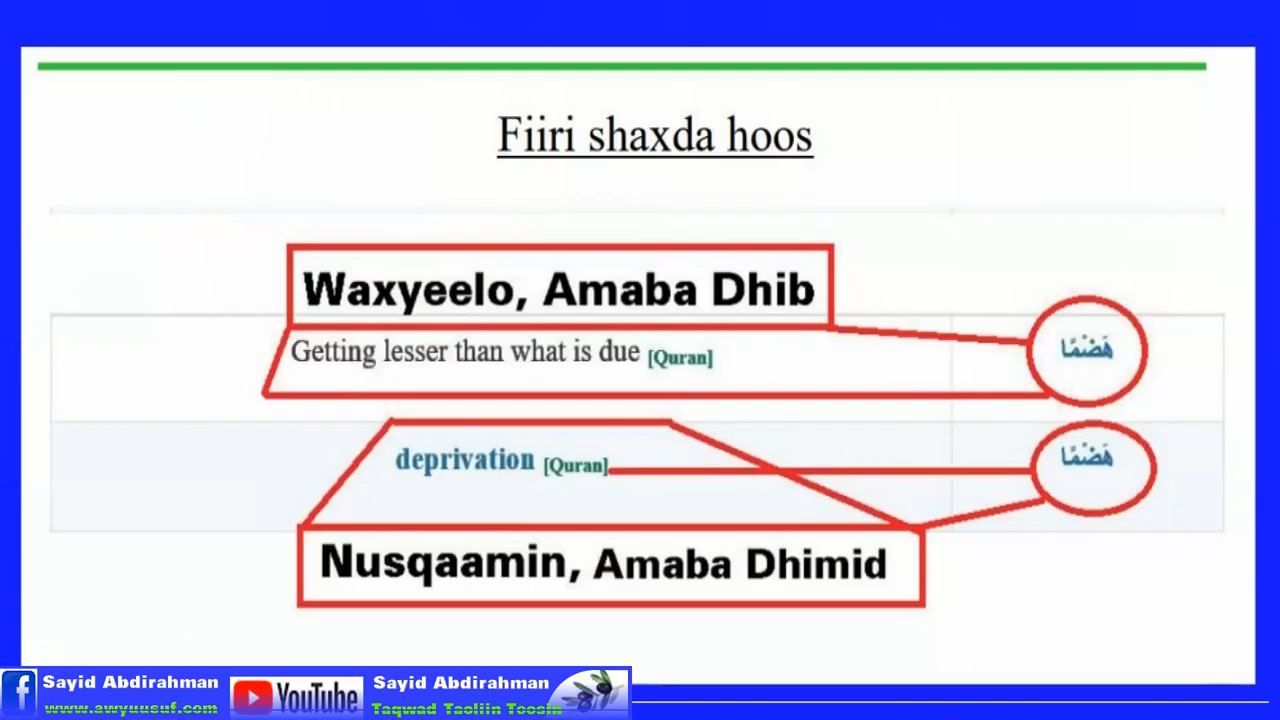 Fiiri shaxda hoos
Waxyeelo, Amaba Dhib
Getting lesser than what is due [Quran] هَضْمًا
deprivation [Quran] هَضْمًا
Nusqaamin, Amaba Dhimid
Sayid Abdirahman
www.awyuusuf.com
YouTube
Sayid Abdirahman
Taqwad Taoliin Toosin